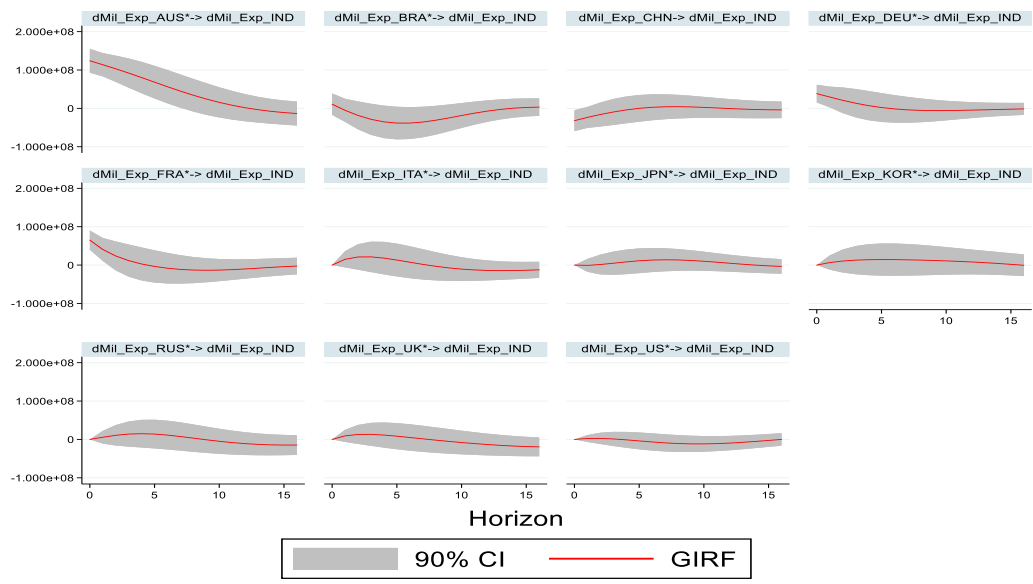 dMil_Exp_AUS*-> dMil_Exp_IND dMil_Exp_BRA*-> dMil_Exp_IND dMil_Exp_CHN-> dMil_Exp_IND dMil_Exp_DEU*-> dMil_Exp_IND
2.000e+08
1.000e+08
0
-1.000e+08
dMil_Exp_FRA*-> dMil_Exp_IND dMil_Exp_ITA*-> dMil_Exp_IND dMil_Exp_JPN*-> dMil_Exp_IND dMil_Exp_KOR*-> dMil_Exp_IND
2.000e+08
1.000e+08
0
-1.000e+08
0 5 10 15
dMil_Exp_RUS*-> dMil_Exp_IND dMil_Exp_UK*-> dMil_Exp_IND dMil_Exp_US*-> dMil_Exp_IND
2.000e+08
1.000e+08
0
-1.000e+08
0 5 10 15 0 5 10 15 0 5 10 15
Horizon
90% CI GIRF